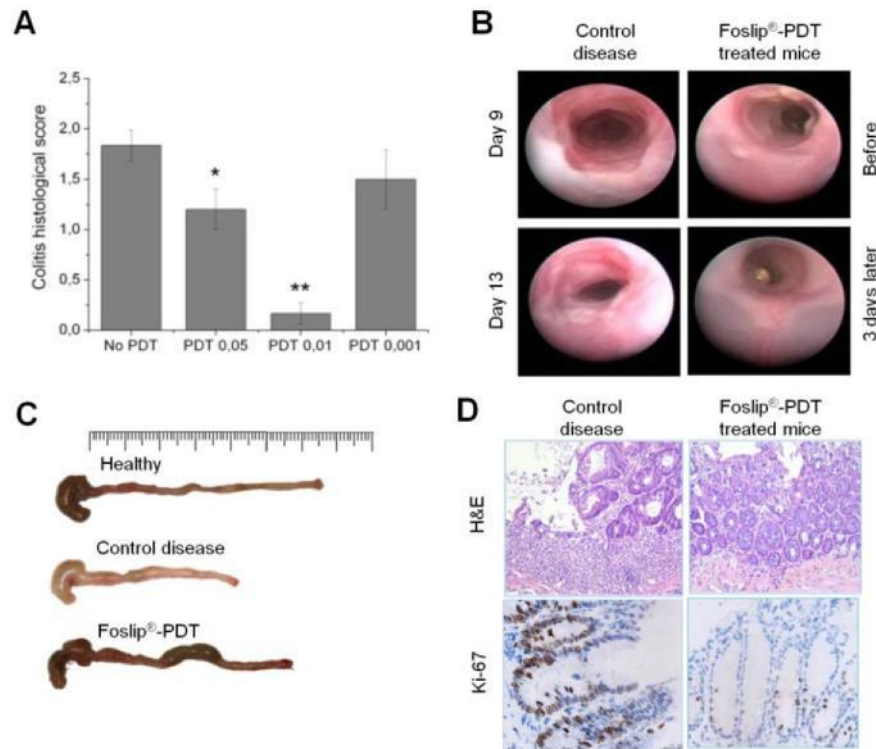 A
Colitis histological score
2,5
2,0
1,5
1,0
0,5
0,0
*
**
No PDT PDT 0,05 PDT 0,01 PDT 0,001
B
Control
disease
Foslip®-PDT
treated mice
Day 9
Before
Day 13
3 days later
C
Healthy
Control disease
Foslip®-PDT
D
Control
disease
Foslip®-PDT
treated mice
H&E
Ki-67